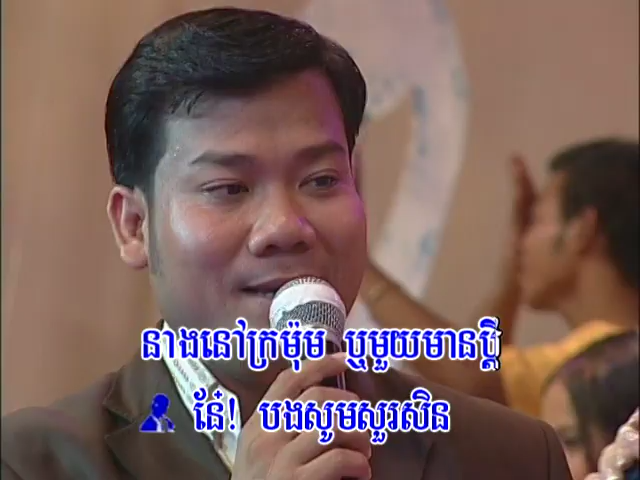 នាងនៅក្រម៉ុម ឬមួយមានប្ដី
នែ៎! បងសូមសួរសិន